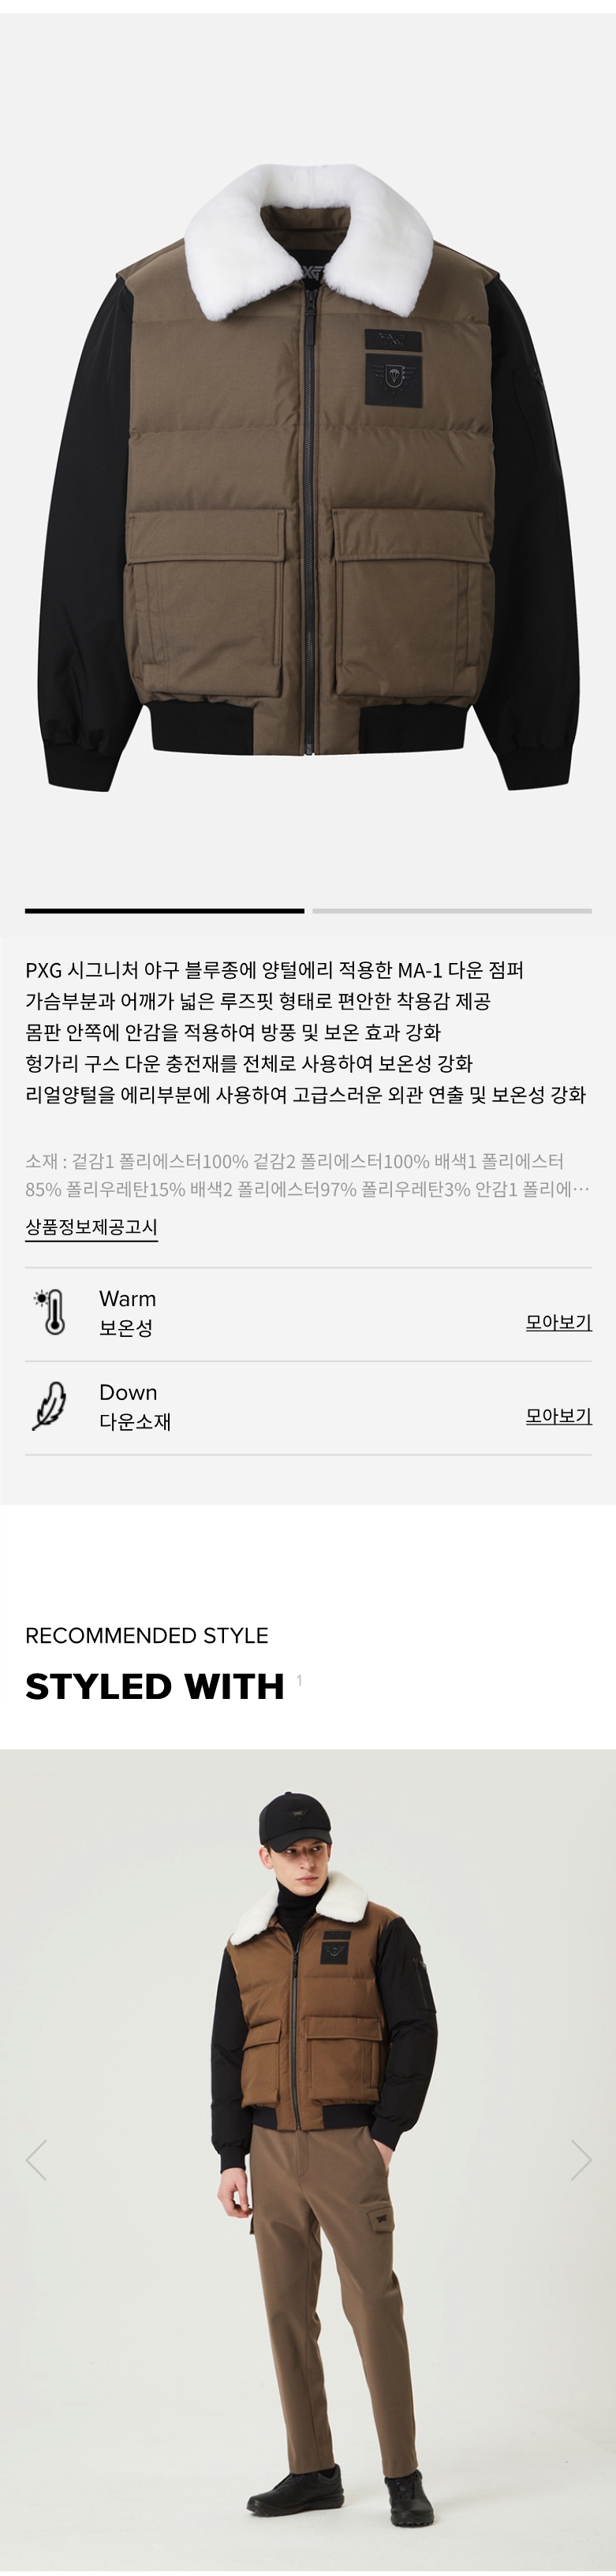 PXG 시그니처 야구 블루종에 양털에리 적용한 MA-1 다운 점퍼
가슴부분과 어깨가 넓은 루즈핏 형태로 편안한 착용감 제공
몸판 안쪽에 안감을 적용하여 방풍 및 보온 효과 강화
헝가리 구스 다운 충전재를 전체로 사용하여 보온성 강화
리얼양털을 에리부분에 사용하여 고급스러운 외관 연출 및 보온성 강화
소재 : 겉감1 폴리에스터100% 겉감2 폴리에스터100% 배색1 폴리에스터
85% 폴리우레탄15% 배색2 폴리에스터97% 폴리우레탄3% 안감1 폴리에…
상품정보제공고시
Warm
보온성
모아보기
Down
다운소재
모아보기
RECOMMENDED STYLE
STYLED WITH 1